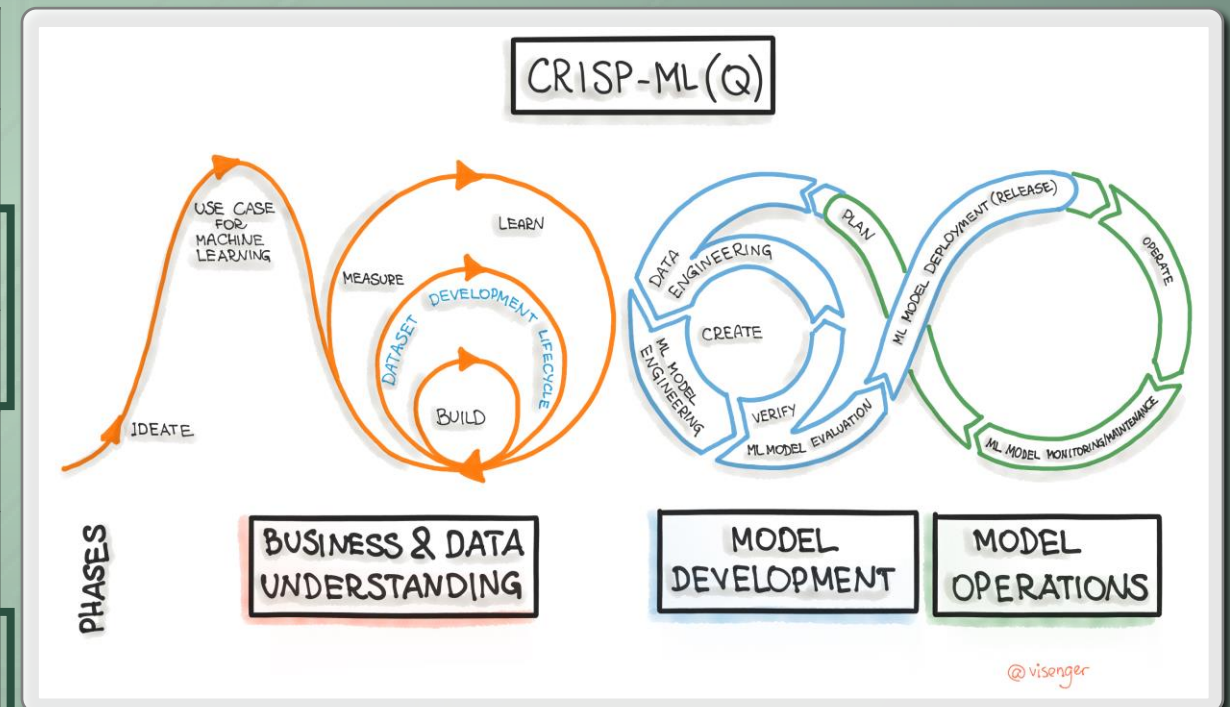 CRISP-ML(Q)
USE CASE
FOR
MACHINE
LEARNING
IDEATE
MEASURE
LEARN
DATASET DEVELOPMENT LIFECYCLE
BUILD
DATA
ENGINEERING
CREATE
ML MODEL
ENGINEERING
VERIFY
ML MODEL EVALUATION
PLAN
ML MODEL DEPLOYMENT (RELEASE)
OPERATE
ML MODEL MONITORING/MAINTENANCE
PHASES
BUSINESS & DATA
UNDERSTANDING
MODEL
DEVELOPMENT
MODEL
OPERATIONS
@visenger